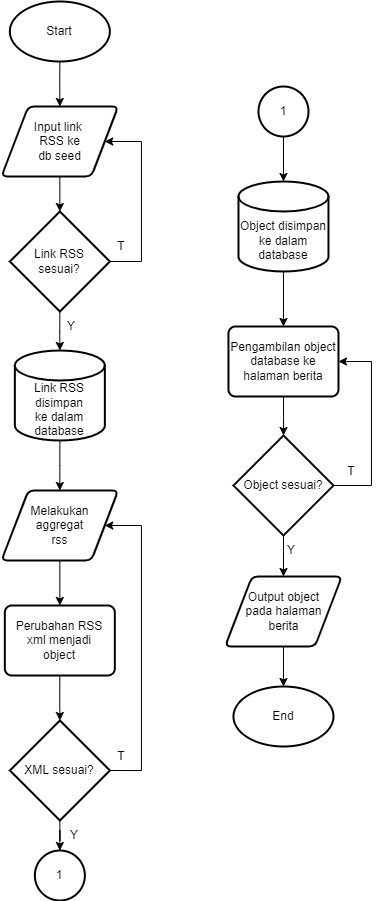 Start
Input link
RSS ke
db seed
T
Link RSS
sesuai?
Y
Link RSS
disimpan
ke dalam
database
Melakukan
aggregat
rss
Perubahan RSS
xml menjadi
object
T
XML sesuai?
Y
1
1
Object disimpan
ke dalam
database
Pengambilan object
database ke
halaman berita
T
Object sesuai?
Y
Output object
pada halaman
berita
End